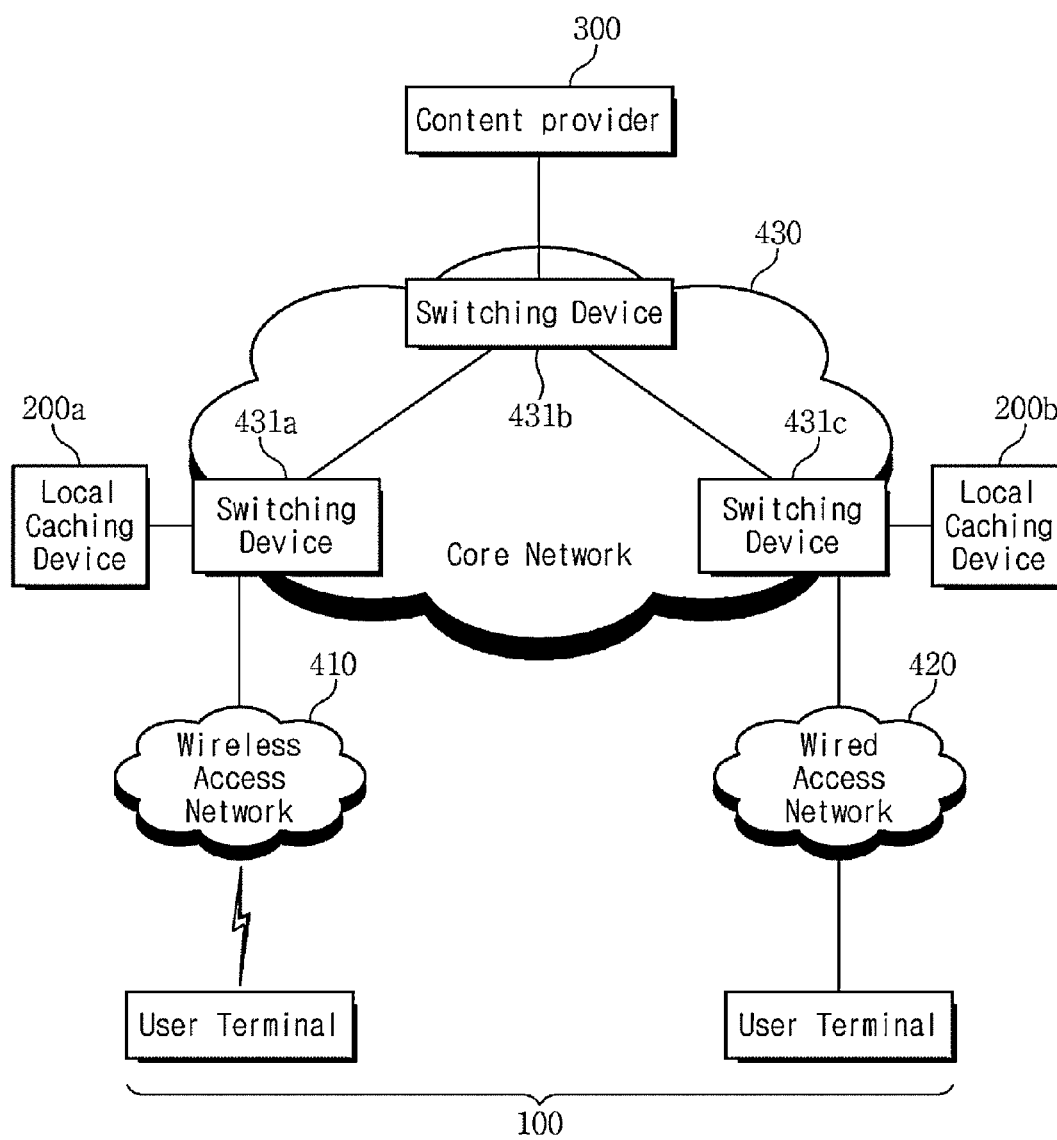 300
Content provider
430
Switching Device
431b
200a
431a
431c
200b
Local
Caching
Device
Switching
Device
Core Network
Switching
Device
Local
Caching
Device
410
Wireless
Access
Network
420
Wired
Access
Network
User Terminal
User Terminal
100